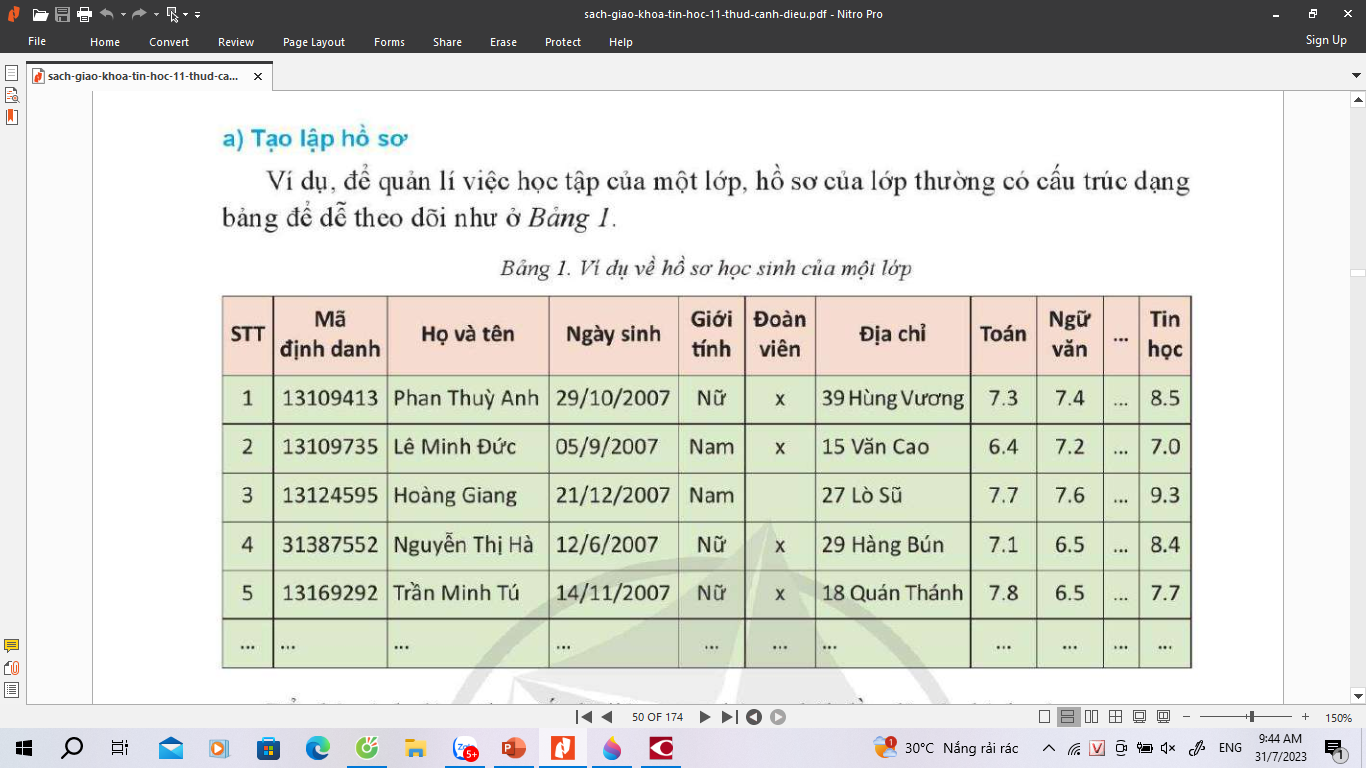 sach-giao-khoa-tin-hoc-11-thud-canh-dieu.pdf - Nitro Pro
File Home Convert Review Page Layout Forms Share Erase Protect Help Sign Up
sach-giao-khoa-tin-hoc-11-thud-ca...
a) Tạo lập hồ sơ
Ví dụ, để quản lí việc học tập của một lớp, hồ sơ của lớp thường có cấu trúc dạng
bảng để dễ theo dõi như ở Bảng 1.
Bảng 1. Ví dụ về hồ sơ học sinh của một lớp
STT Mã định danh Họ và tên Ngày sinh Giới tính Đoàn viên Địa chỉ Toán Ngữ văn ... Tin học
1 13109413 Phan Thuỳ Anh 29/10/2007 Nữ x 39 Hùng Vương 7.3 7.4 ... 8.5
2 13109735 Lê Minh Đức 05/9/2007 Nam x 15 Văn Cao 6.4 7.2 ... 7.0
3 13124595 Hoàng Giang 21/12/2007 Nam 27 Lò Sũ 7.7 7.6 ... 9.3
4 31387552 Nguyễn Thị Hà 12/6/2007 Nữ x 29 Hàng Bún 7.1 6.5 ... 8.4
5 13169292 Trần Minh Tú 14/11/2007 Nữ x 18 Quán Thánh 7.8 6.5 ... 7.7
... ... ... ... ... ... ... ... ... ... ...
50 OF 174 150%
30°C Nắng rải rác ENG 9:44 AM
31/7/2023